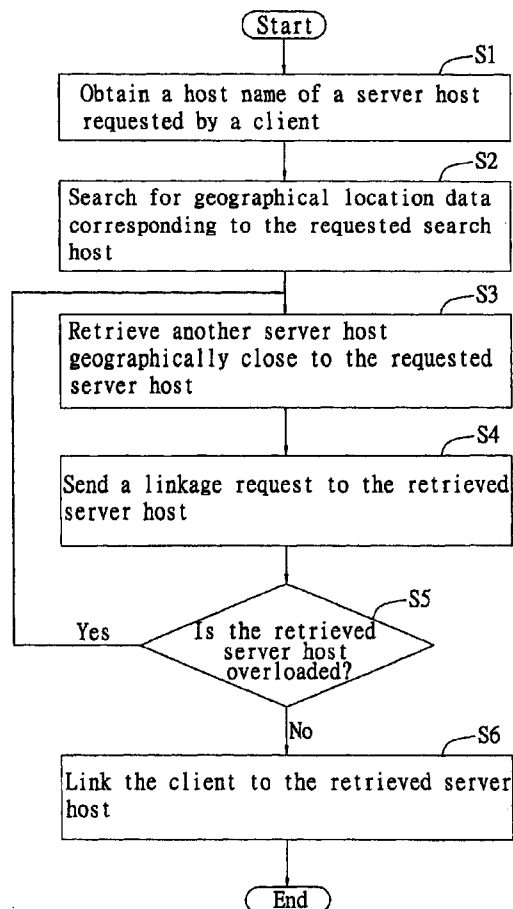 Start
S1
Obtain a host name of a server host
requested by a client
S2
Search for geographical location data
corresponding to the requested search
host
S3
Retrieve another server host
geographically close to the requested
server host
S4
Send a linkage request to the retrieved
server host
S5
Yes
Is the retrieved
server host
overloaded?
No
S6
Link the client to the retrieved server
host
End